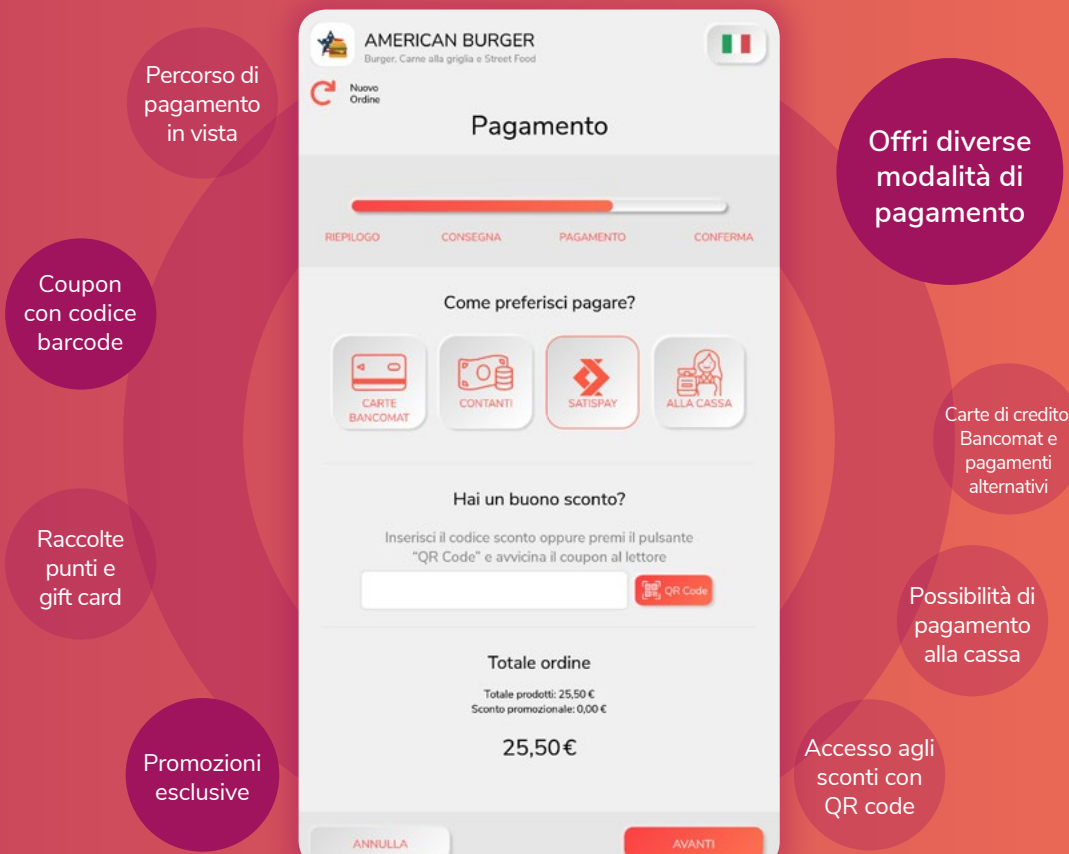 AMERICAN BURGER
Burger, Carne alla griglia e Street Food
Nuovo
Ordine
Pagamento
RIEPILOGO CONSEGNA PAGAMENTO CONFERMA
Come preferisci pagare?
CARTE
BANCOMAT
CONTANTI
SATISPAY
ALLA CASSA
Hai un buono sconto?
Inserisci il codice sconto oppure premi il pulsante
“QR Code” e avvicina il coupon al lettore
QR Code
Totale ordine
Totale prodotti: 25,50 €
Sconto promozionale: 0,00 €
25,50€
ANNULLA
AVANTI
Percorso di
pagamento
in vista
Coupon
con codice
barcode
Raccolte
punti e
gift card
Promozioni
esclusive
Offri diverse
modalità di
pagamento
Carte di credito
Bancomat e
pagamenti
alternativi
Possibilità di
pagamento
alla cassa
Accesso agli
sconti con
QR code